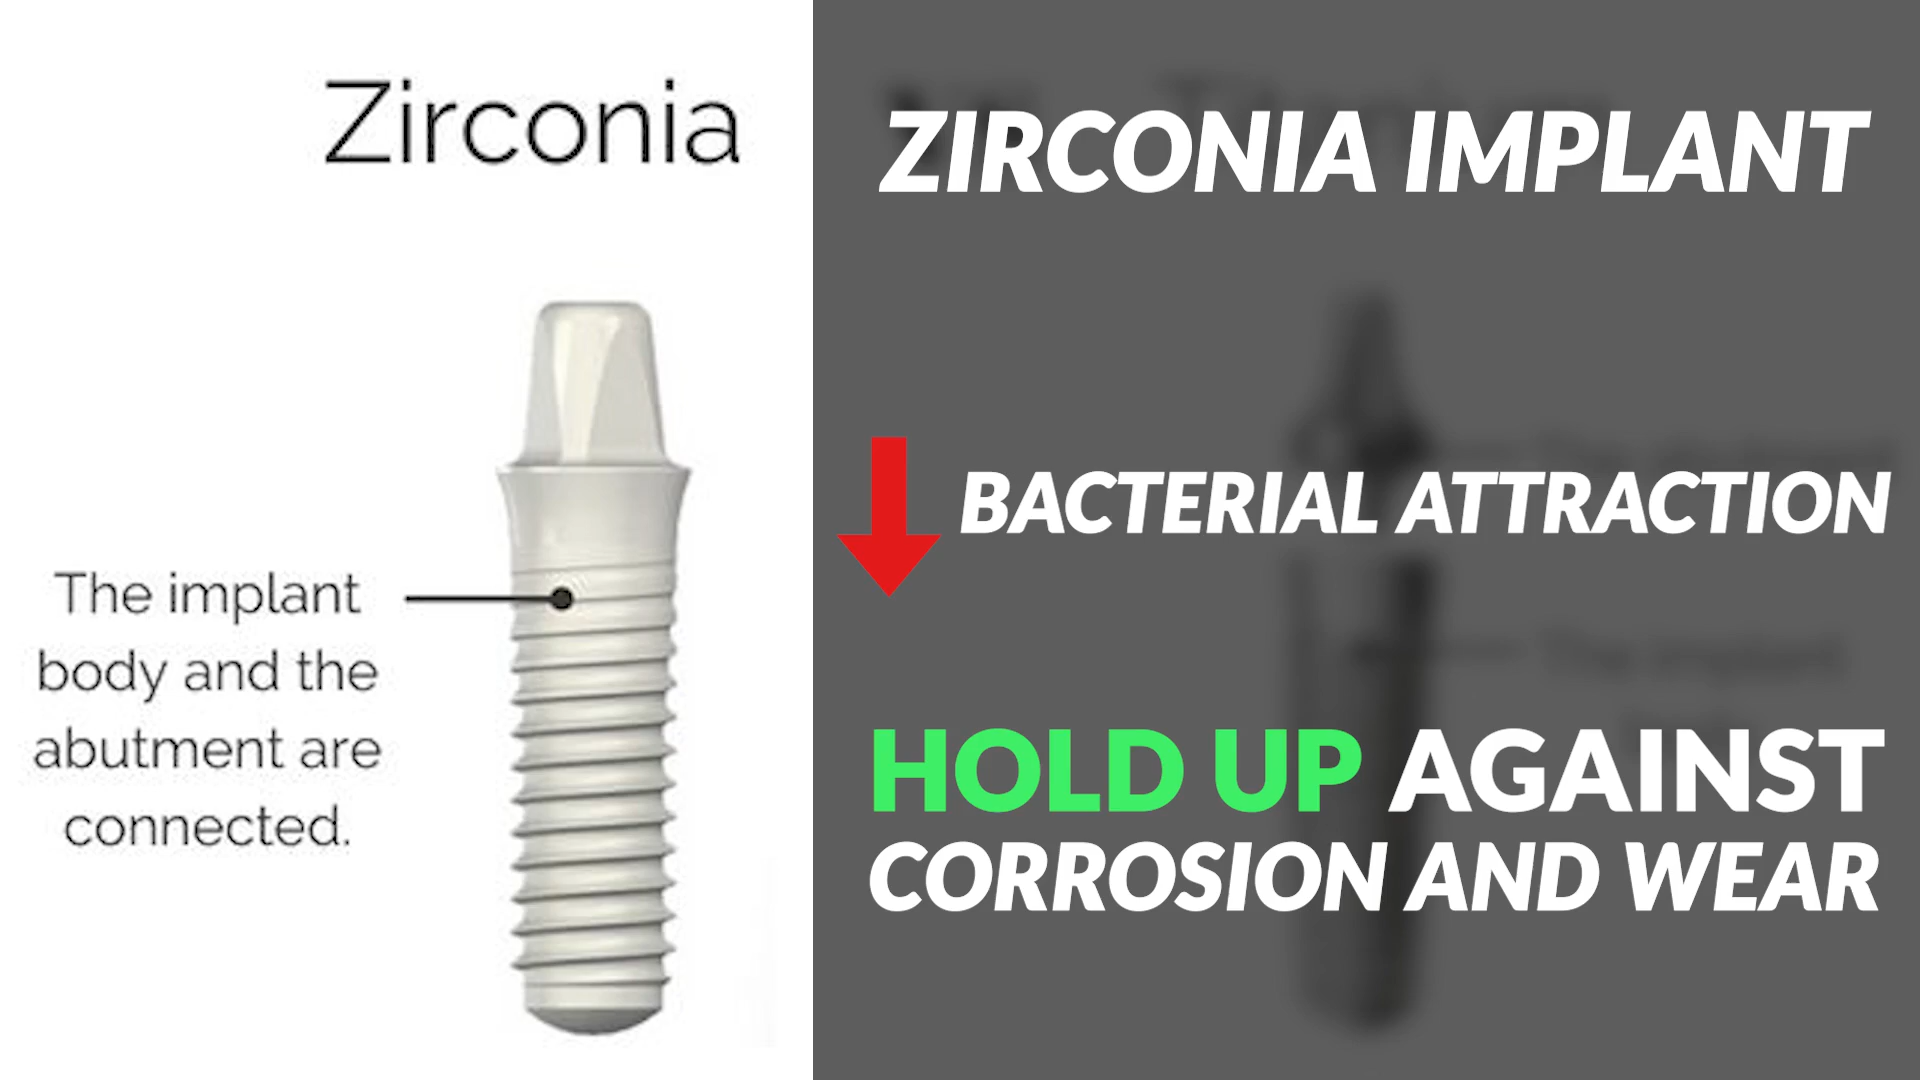 Zirconia
The implant
body and the
abutment are
connected.
ZIRCONIA IMPLANT
BACTERIAL ATTRACTION
HOLD UP AGAINST
CORROSION AND WEAR